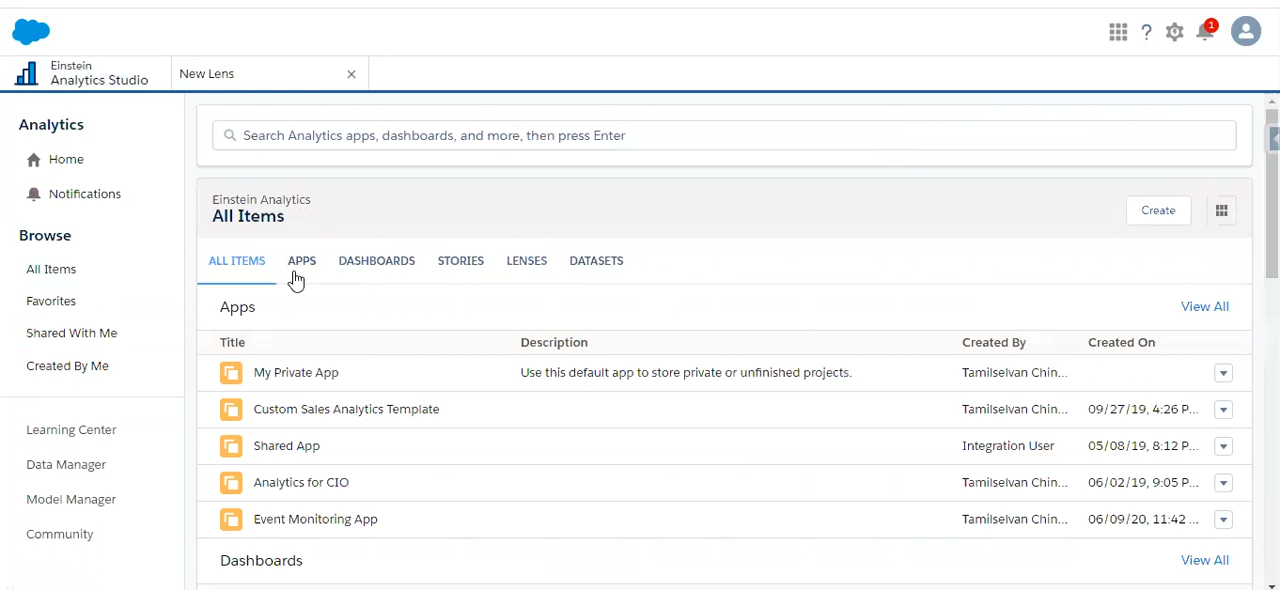 1
Einstein
Analytics Studio
New Lens
Analytics
Home
Notifications
Browse
All Items
Favorites
Shared With Me
Created By Me
Learning Center
Data Manager
Model Manager
Community
Search Analytics apps, dashboards, and more, then press Enter
Einstein Analytics
All Items
Create
ALL ITEMS APPS DASHBOARDS STORIES LENSES DATASETS
Apps View All
Title Description Created By Created On
My Private App Use this default app to store private or unfinished projects. Tamilselvan Chin...
Custom Sales Analytics Template Tamilselvan Chin... 09/27/19, 4:26 P...
Shared App Integration User 05/08/19, 8:12 P...
Analytics for CIO Tamilselvan Chin... 06/02/19, 9:05 P...
Event Monitoring App Tamilselvan Chin... 06/09/20, 11:42 ...
Dashboards View All